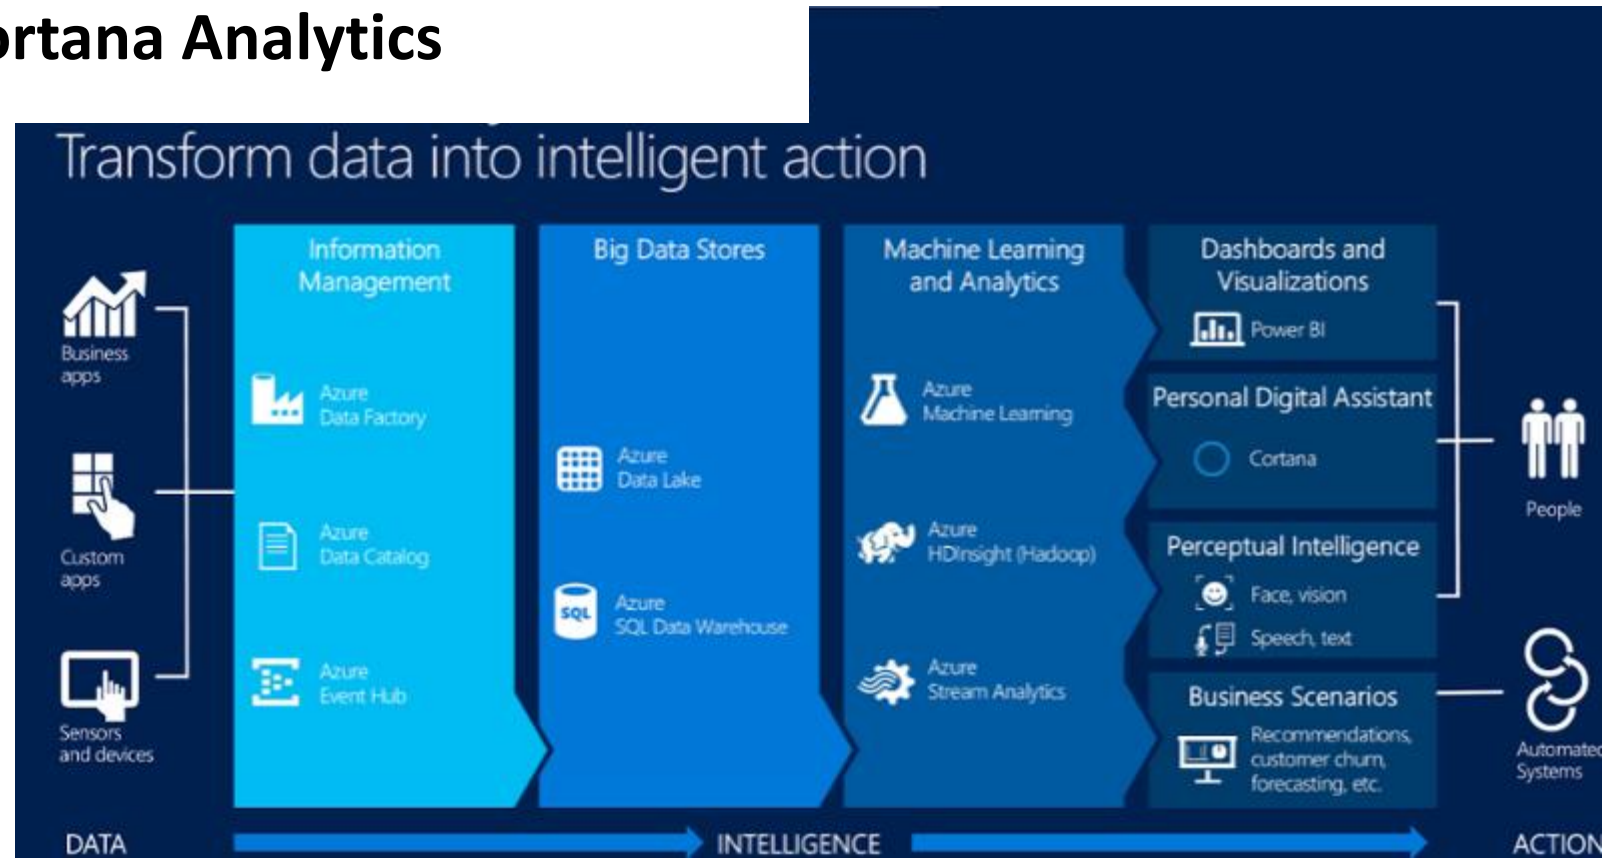 ortana Analytics
Transform data into intelligent action
Business
apps
Custom
apps
Sensors
and devices
Information
Management
Azure
Data Factory
Azure
Data Catalog
Azure
Event Hub
Big Data Stores
Azure
Data Lake
SQL
Azure
SQL Data Warehouse
Machine Learning
and Analytics
Azure
Machine Learning
Azure
HDInsight (Hadoop)
Azure
Stream Analytics
Dashboards and
Visualizations
Power BI
Personal Digital Assistant
Cortana
Perceptual Intelligence
Face, vision
Speech, text
Business Scenarios
Recommendations,
customer churn,
forecasting, etc.
People
Automated
Systems
DATA
INTELLIGENCE
ACTION